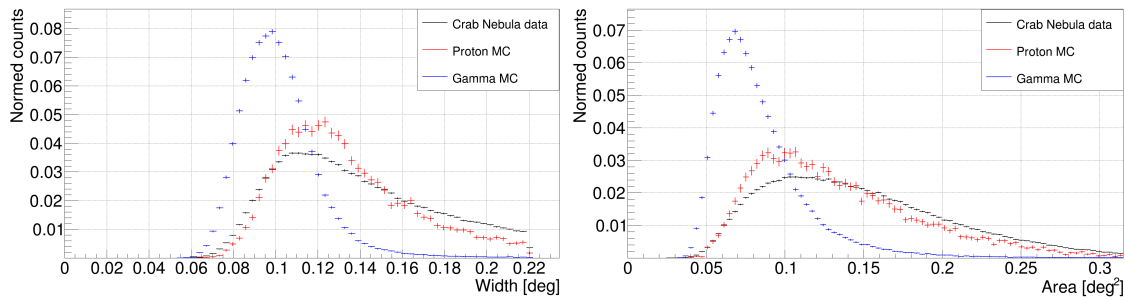 Normed counts
0.08
0.07
0.06
0.05
0.04
0.03
0.02
0.01
Crab Nebula data
Proton MC
Gamma MC
0 0.02 0.04 0.06 0.08 0.1 0.12 0.14 0.16 0.18 0.2 0.22
Width [deg]
Normed counts
0.07
0.06
0.05
0.04
0.03
0.02
0.01
Crab Nebula data
Proton MC
Gamma MC
0 0.05 0.1 0.15 0.2 0.25 0.3
Area [deg²]